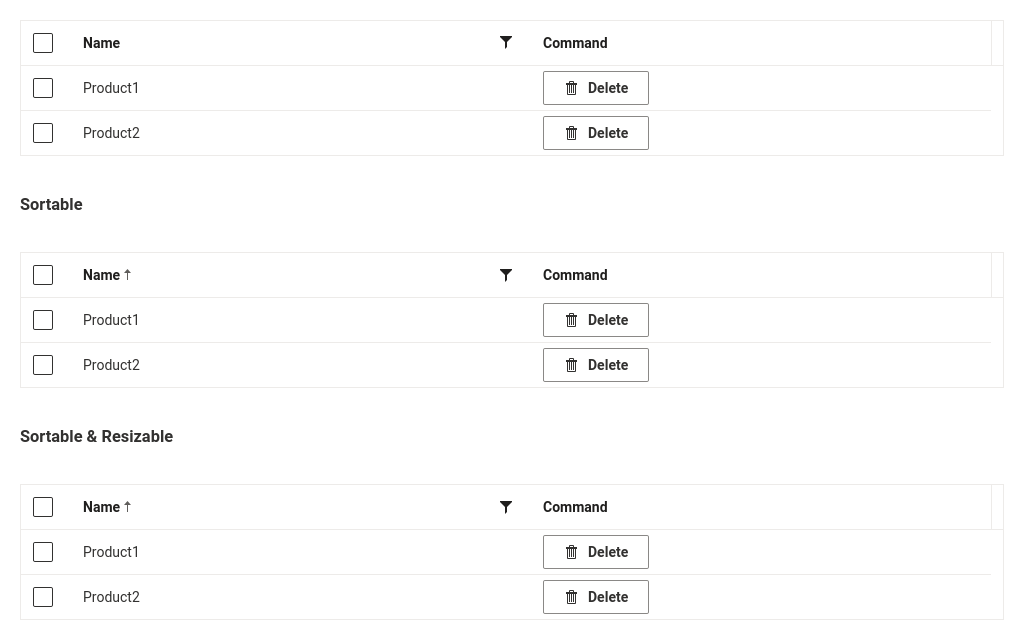 Name Command
Product1 Delete
Product2 Delete
Sortable
Name ↑ Command
Product1 Delete
Product2 Delete
Sortable & Resizable
Name ↑ Command
Product1 Delete
Product2 Delete